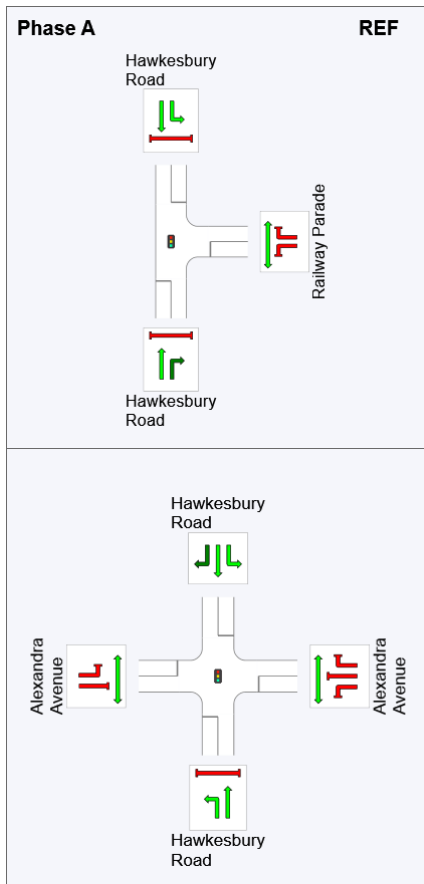 Phase A
REF
Hawkesbury
Road
Railway Parade
Hawkesbury
Road
Hawkesbury
Road
Alexandra
Avenue
Alexandra
Avenue
Hawkesbury
Road